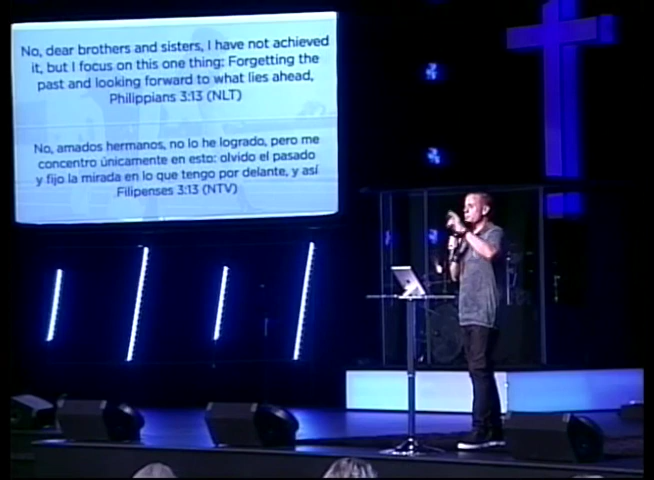 No, dear brothers and sisters, I have not achieved
it, but I focus on this one thing: Forgetting the
past and looking forward to what lies ahead,
Philippians 3:13 (NLT)
No, amados hermanos, no lo he logrado, pero me
concentro únicamente en esto: olvido el pasado
y fijo la mirada en lo que tengo por delante, y así
Filipenses 3:13 (NTV)